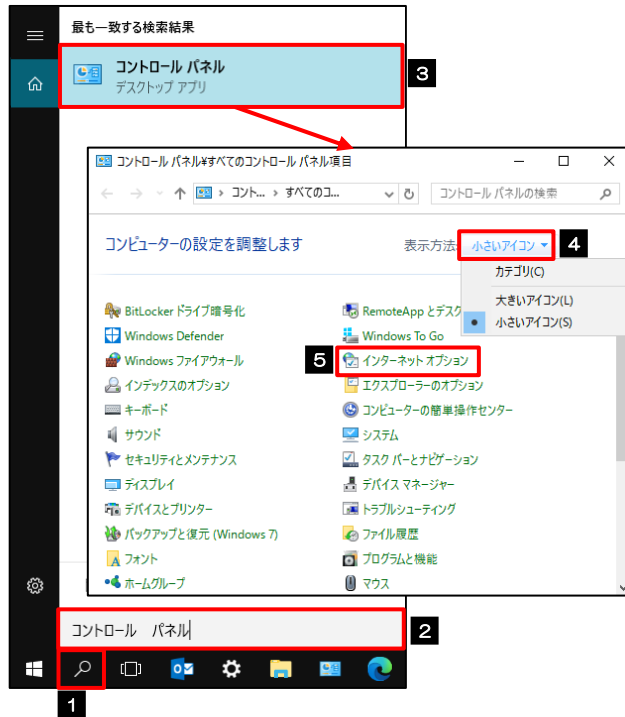 最も一致する検索結果
コントロール パネル
デスクトップ アプリ
3
コントロール パネル¥すべてのコントロール パネル項目
コント... › すべてのコ...
コントロール パネルの検索
コンピューターの設定を調整します
表示方法:
小さいアイコン
4
カテゴリ(C)
大きいアイコン(L)
小さいアイコン(S)
BitLocker ドライブ暗号化
RemoteApp とデスク
Windows Defender
Windows To Go
Windows ファイアウォール
5
インターネット オプション
インデックスのオプション
エクスプローラーのオプション
キーボード
コンピューターの簡単操作センター
サウンド
システム
セキュリティとメンテナンス
タスク バーとナビゲーション
ディスプレイ
デバイス マネージャー
デバイスとプリンター
トラブルシューティング
バックアップと復元 (Windows 7)
ファイル履歴
フォント
プログラムと機能
ホームグループ
マウス
コントロール　パネル
2
1